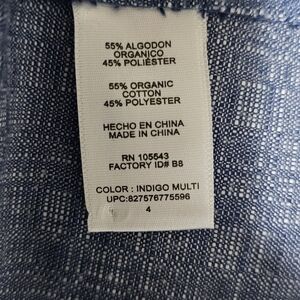 55% ALGODON
ORGANICO
45% POLIÉSTER
55% ORGANIC
COTTON
45% POLYESTER
HECHO EN CHINA
MADE IN CHINA
RN 105543
FACTORY ID# B8
COLOR : INDIGO MULTI
UPC:827576775596
4